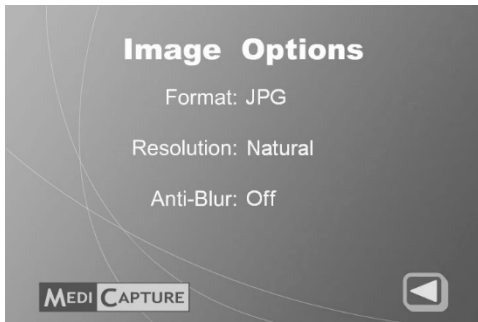 Image Options
Format: JPG
Resolution: Natural
Anti-Blur: Off
MEDI CAPTURE